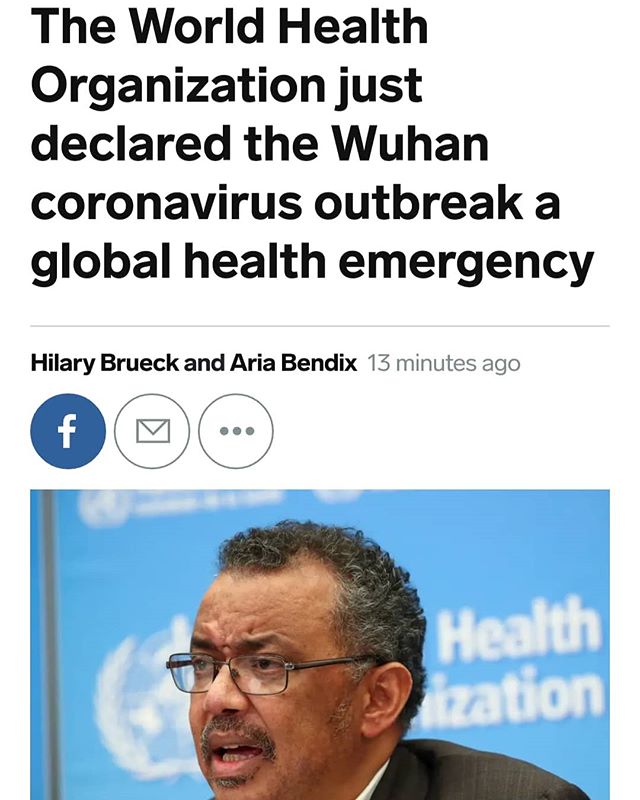 The World Health
Organization just
declared the Wuhan
coronavirus outbreak a
global health emergency
Hilary Brueck and Aria Bendix 13 minutes ago
f
Health
ization